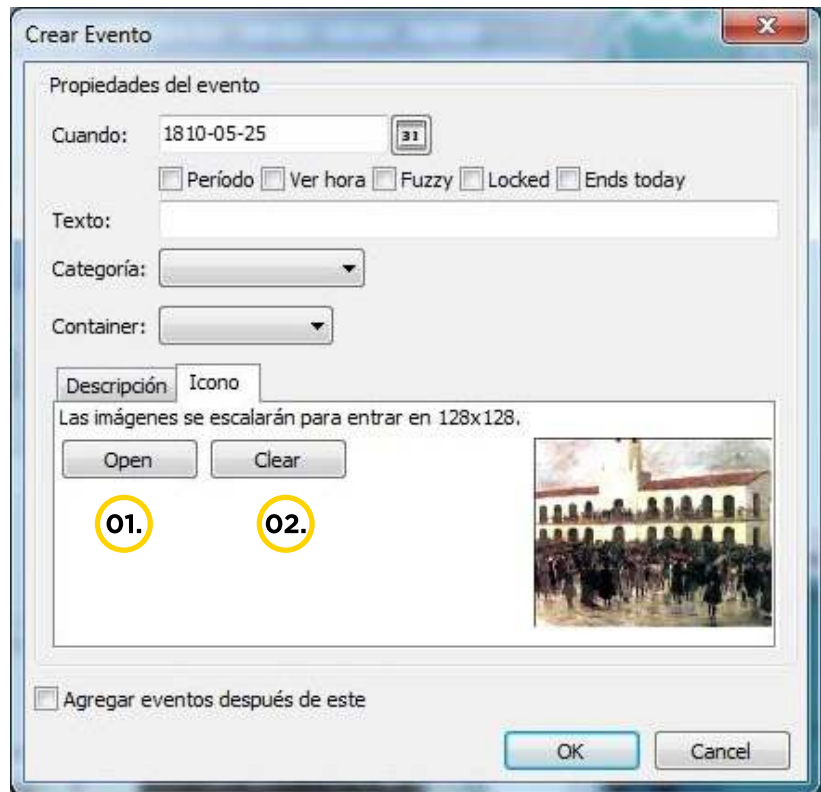 Crear Evento
Propiedades del evento
Cuando: 1810-05-25 31
Período Ver hora Fuzzy Locked Ends today
Texto:
Categoría:
Container:
Descripción Icono
Las imágenes se escalarán para entrar en 128x128.
Open Clear
01. 02.
Agregar eventos después de este
OK Cancel